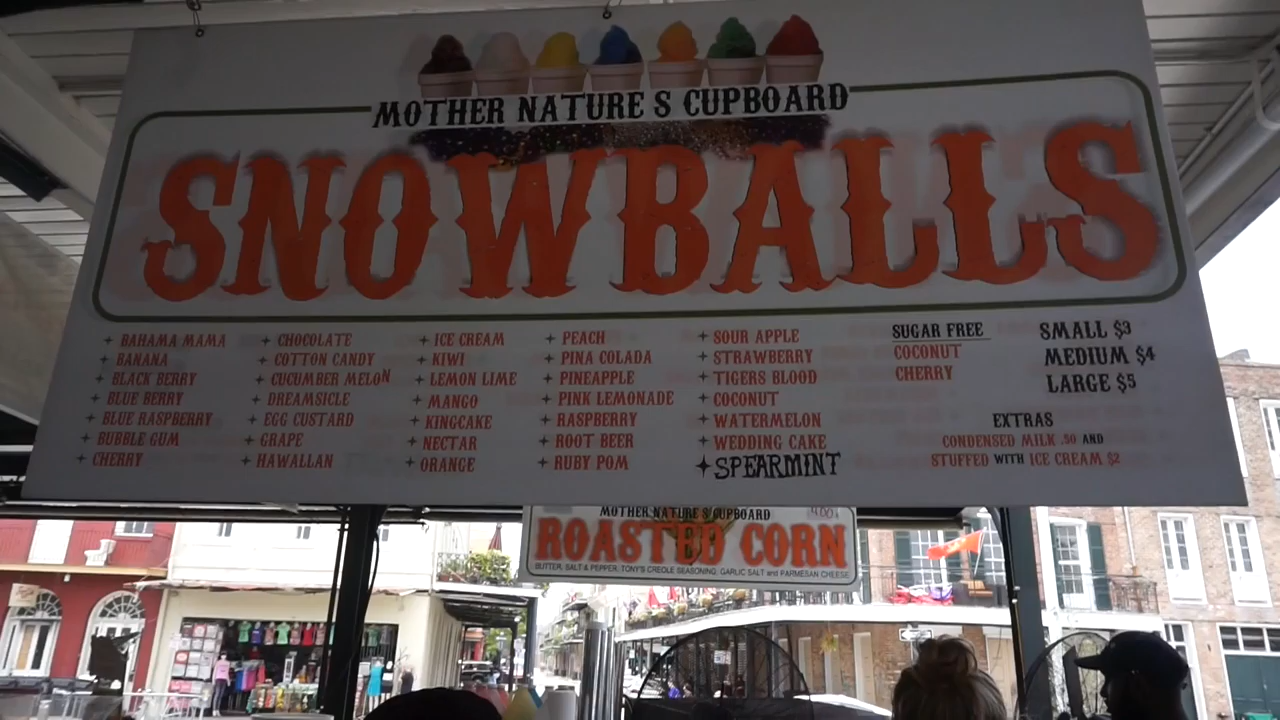 MOTHER NATURE'S CUPBOARD
SNOWBALLS
BAHAMA MAMA
BANANA
BLACK BERRY
BLUE BERRY
BLUE RASPBERRY
BUBBLE GUM
CHERRY
CHOCOLATE
COTTON CANDY
CUCUMBER MELON
DREAMSICLE
EGG CUSTARD
GRAPE
HAWAIIAN
ICE CREAM
KIWI
LEMON LIME
MANGO
KINGCAKE
NECTAR
ORANGE
PEACH
PINA COLADA
PINEAPPLE
PINK LEMONADE
RASPBERRY
ROOT BEER
RUBY POM
SOUR APPLE
STRAWBERRY
TIGERS BLOOD
COCONUT
WATERMELON
WEDDING CAKE
SPEARMINT
SUGAR FREE
COCONUT
CHERRY
SMALL $3
MEDIUM $4
LARGE $5
EXTRAS
CONDENSED MILK .50 AND
STUFFED WITH ICE CREAM $2
MOTHER NATURE'S CUPBOARD
ROASTED CORN
BUTTER, SALT & PEPPER, TONY'S CREOLE SEASONING, GARLIC SALT and PARMESAN CHEESE